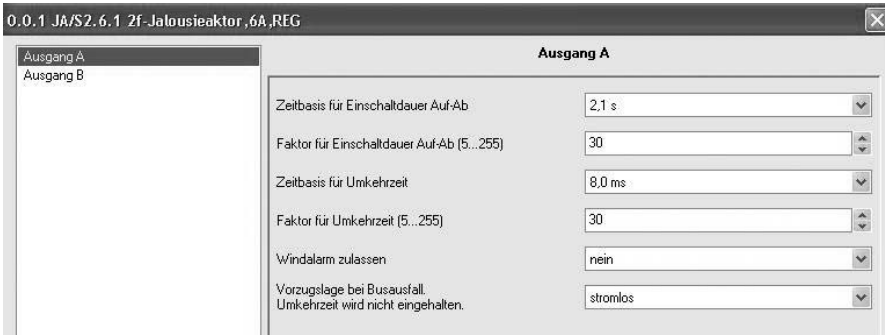 0.0.1 JA/S2.6.1 2f-Jalousieaktor,6A,REG
Ausgang A
Ausgang B
Ausgang A
Zeitbasis für Einschaltdauer Auf-Ab
2,1 s
Faktor für Einschaltdauer Auf-Ab (5...255)
30
Zeitbasis für Umkehrzeit
8,0 ms
Faktor für Umkehrzeit (5...255)
30
Windalarm zulassen
nein
Vorzugslage bei Busausfall.
Umkehrzeit wird nicht eingehalten.
stromlos